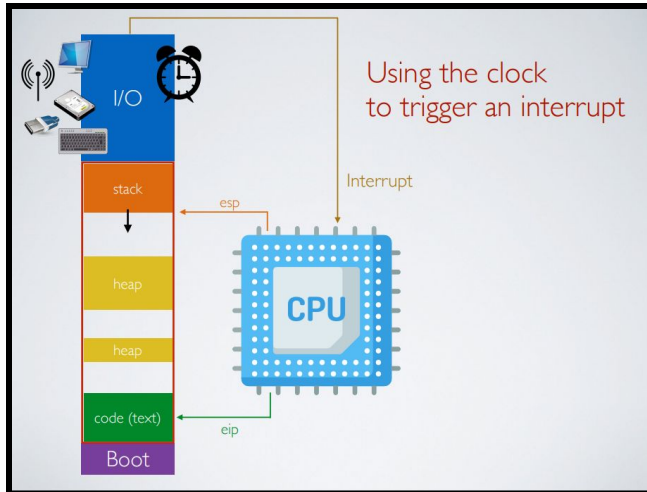 Using the clock
to trigger an interrupt
I/O
Interrupt
stack
esp
heap
CPU
heap
code (text)
eip
Boot